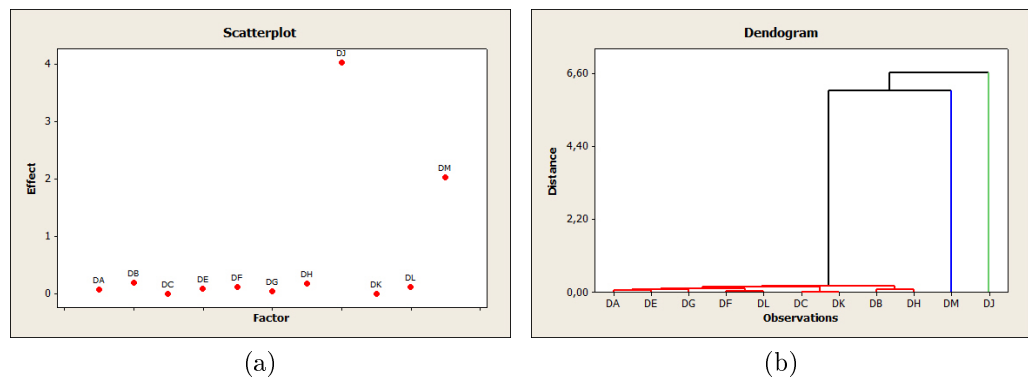 Scatterplot
DJ
4
3
DM
2
1
DB
DH
DE
DF
DL
DA
DG
DC
DK
0
Effect
Factor
(a)
Dendogram
6,60
4,40
2,20
0,00
Distance
DA DE DG DF DL DC DK DB DH DM DJ
Observations
(b)